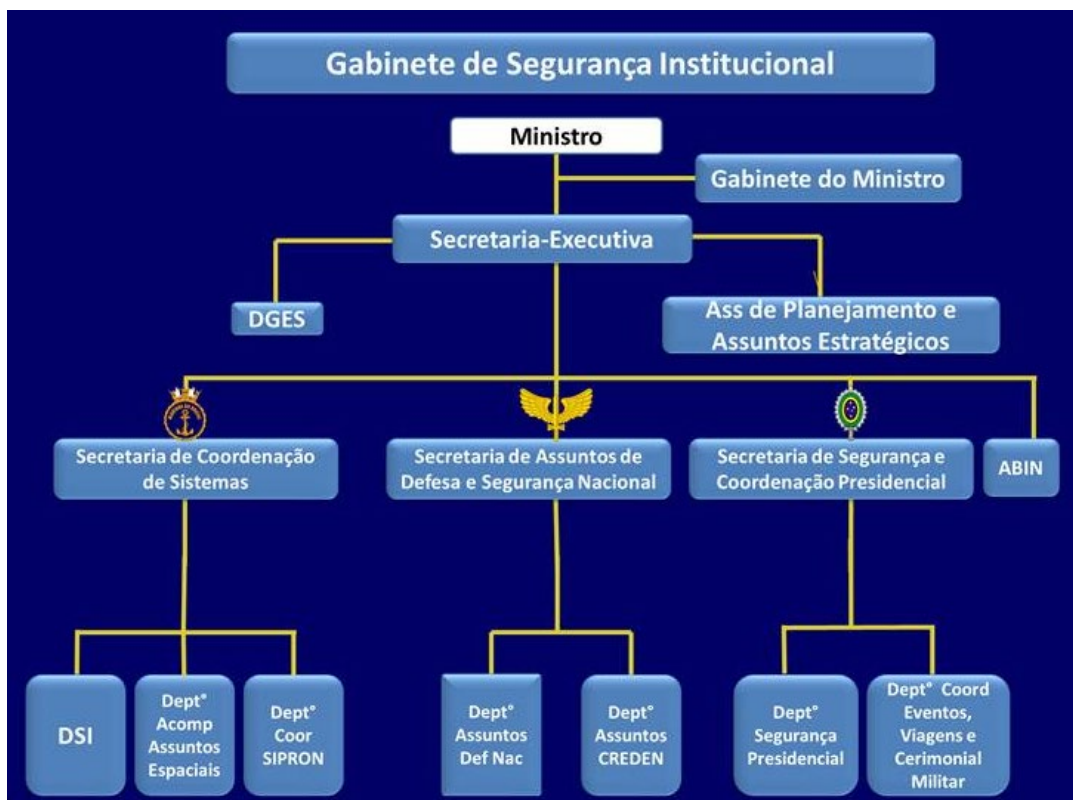 Gabinete de Segurança Institucional
Ministro
Gabinete do Ministro
Secretaria-Executiva
DGES
Ass de Planejamento e
Assuntos Estratégicos
Secretaria de Coordenação
de Sistemas
Secretaria de Assuntos de
Defesa e Segurança Nacional
Secretaria de Segurança e
Coordenação Presidencial
ABIN
DSI
Dept°
Acomp
Assuntos
Espaciais
Dept°
Coor
SIPRON
Dept°
Assuntos
Def Nac
Dept°
Assuntos
CREDEN
Dept°
Segurança
Presidencial
Dept° Coord
Eventos,
Viagens e
Cerimonial
Militar